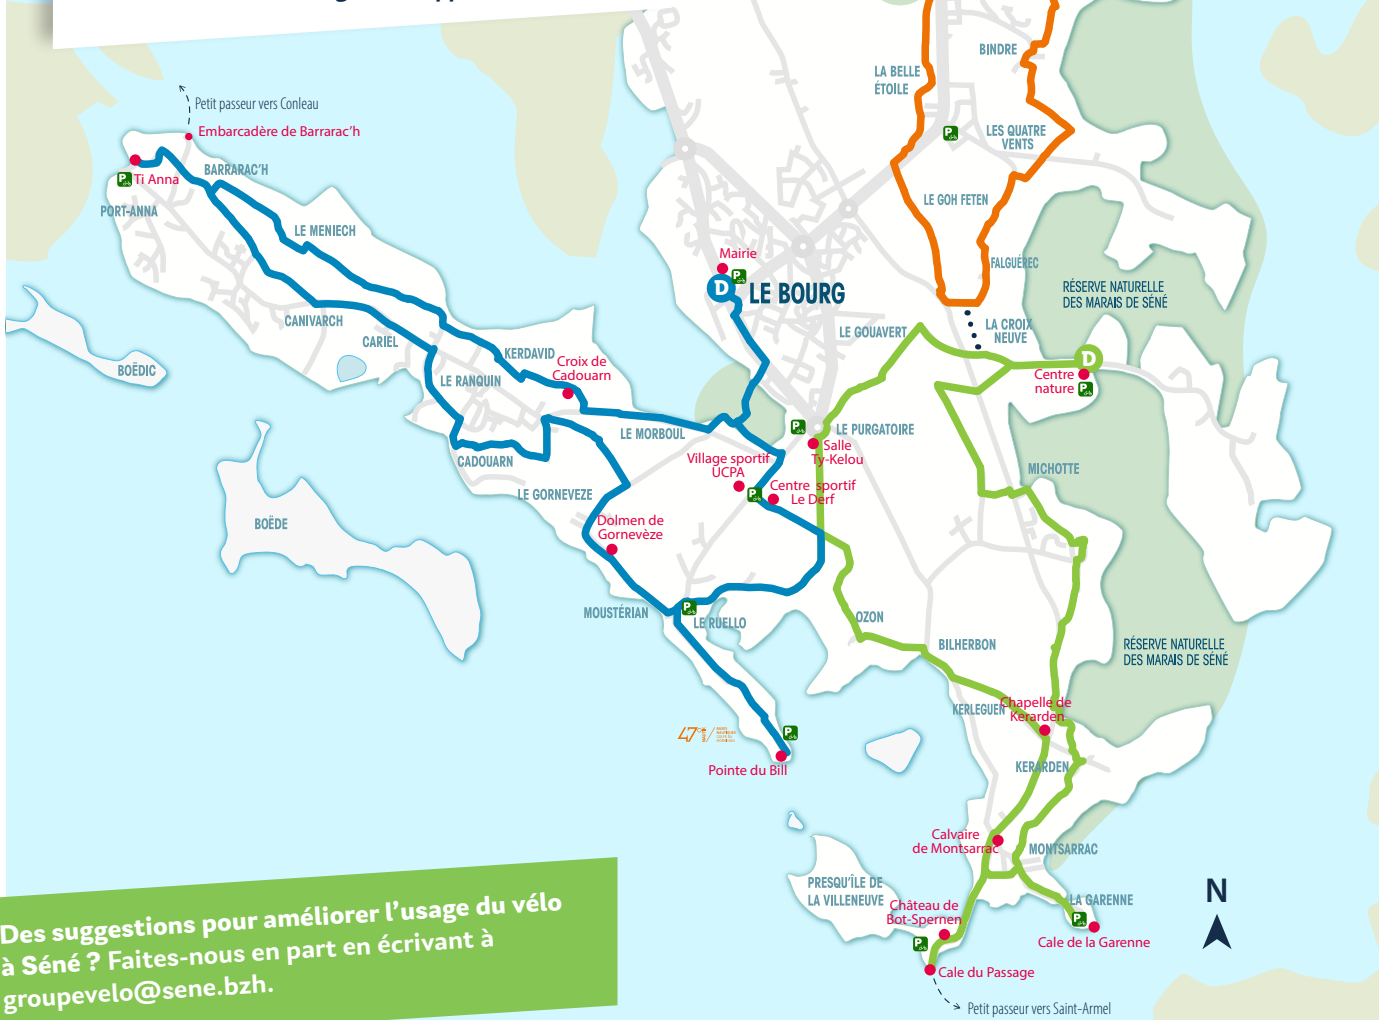 BINDRE
LA BELLE
ÉTOILE
Petit passeur vers Conleau
Embarcadère de Barrarac'h
LES QUATRE
VENTS
BARRARAC'H
P
Ti Anna
PORT-ANNA
LE GOH FETEN
LE MENIECH
Mairie
D
P
LE BOURG
FALGUÉREC
RÉSERVE NATURELLE
DES MARAIS DE SÉNÉ
CANIVARCH
LE GOUAVERT
LA CROIX
NEUVE
CARIEL
KERDAVID
BOËDIC
Croix de
Cadouarn
LE RANQUIN
D
Centre
nature
P
LE MORBOUL
P
LE PURGATOIRE
Salle
Ty-Kelou
CADOUARN
Village sportif
UCPA
P
Centre sportif
Le Derf
MICHOTTE
LE GORNEVEZE
BOËDE
Dolmen de
Gornevèze
MOUSTÉRIAN
P
LE RUELLO
OZON
BILHERBON
RÉSERVE NATURELLE
DES MARAIS DE SÉNÉ
KERLEGUEN
Chapelle de
Kerarden
47°
P
Pointe du Bill
KERARDEN
Calvaire
de Montsarrac
MONTSARRAC
PRESQU'ÎLE DE
LA VILLENEUVE
Château de
Bot-Spernen
LA GARENNE
P
Cale de la Garenne
P
Cale du Passage
Petit passeur vers Saint-Armel
N
Des suggestions pour améliorer l'usage du vélo
à Séné ? Faites-nous en part en écrivant à
groupevelo@sene.bzh.